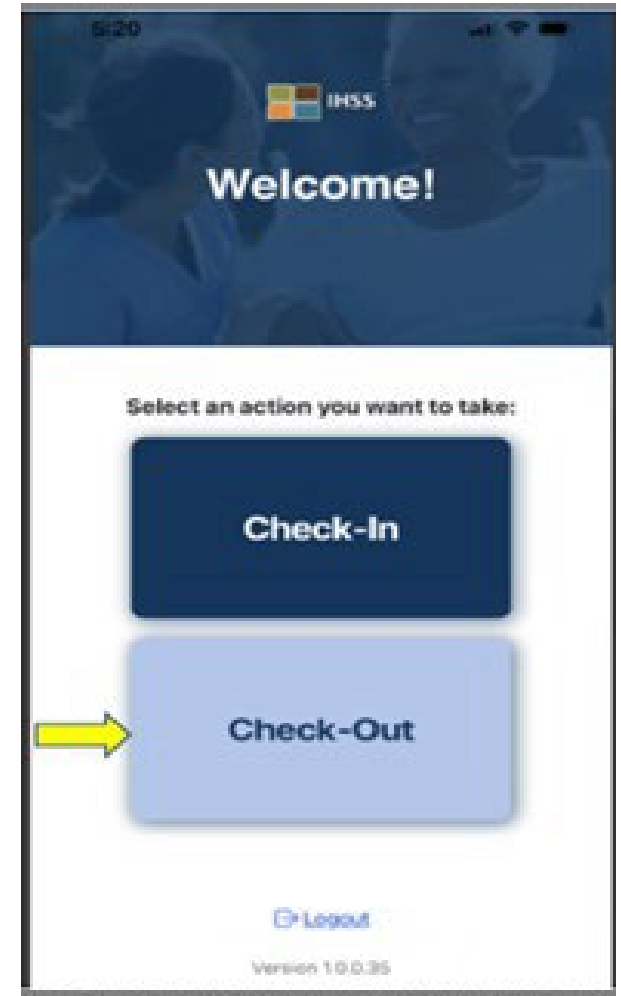 5:20
IHSS
Welcome!
Select an action you want to take:
Check-In
Check-Out
Logout
Version 1.0.0.35